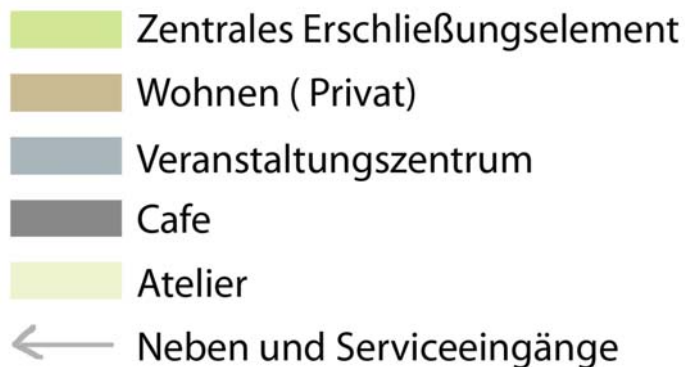 Zentrales Erschließungselement
Wohnen ( Privat)
Veranstaltungszentrum
Cafe
Atelier
Neben und Serviceeingänge